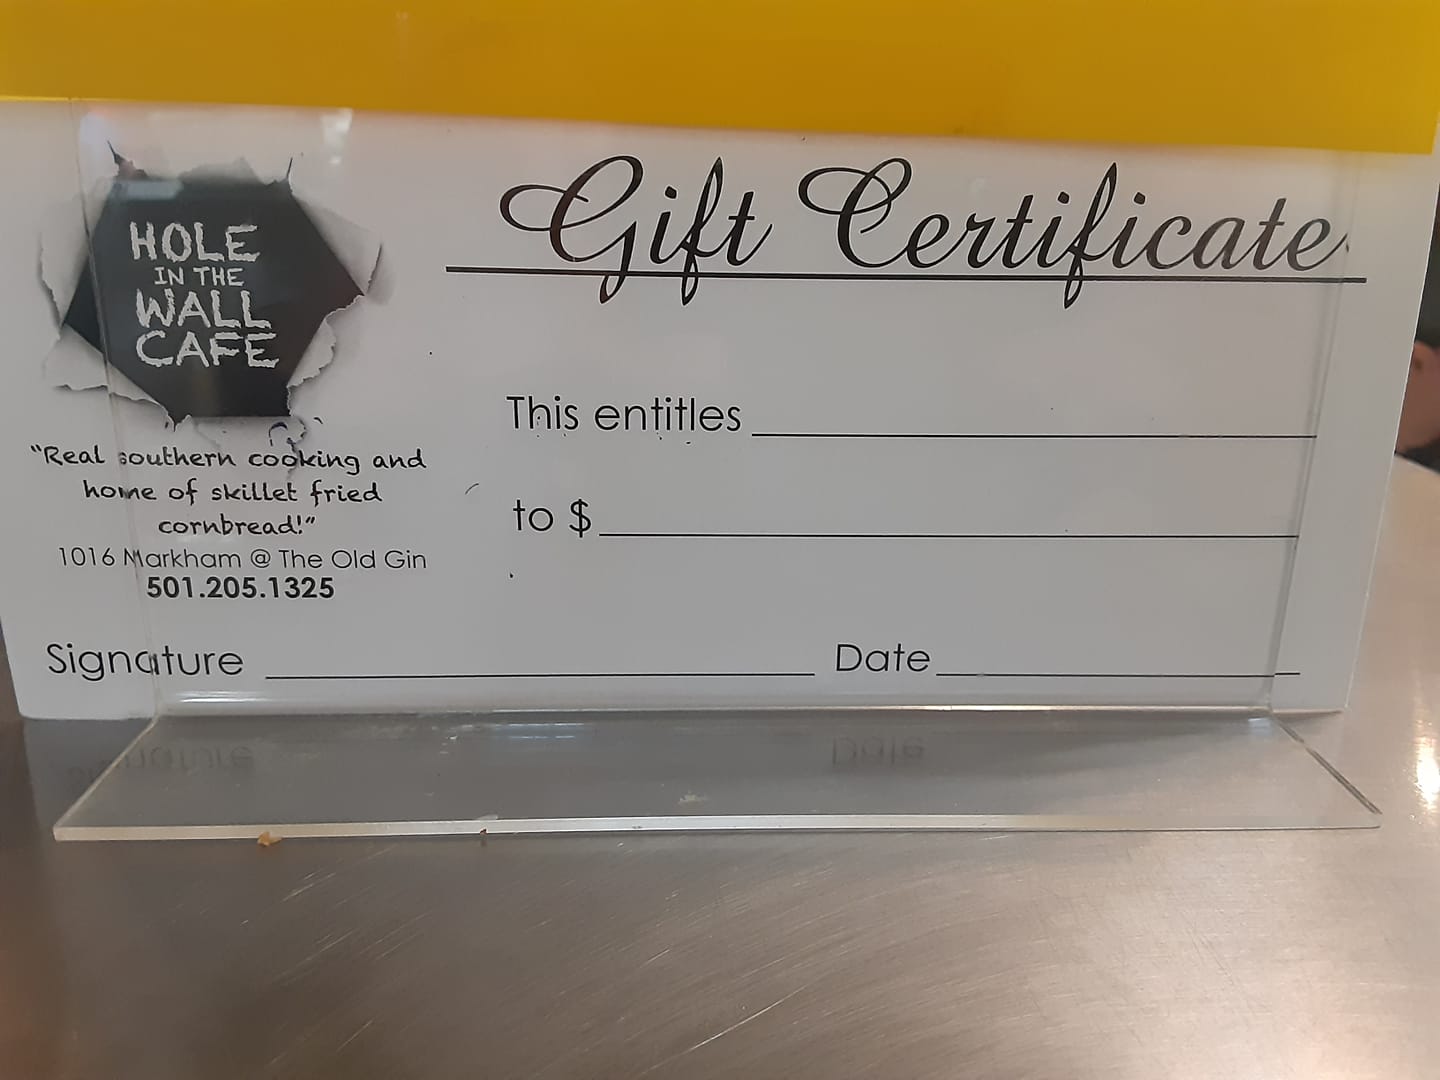 HOLE
IN THE
WALL
CAFE
"Real southern cooking and
home of skillet fried
cornbread!"
1016 Markham @ The Old Gin
501.205.1325
Gift Certificate
This entitles
to $
Signature
Date